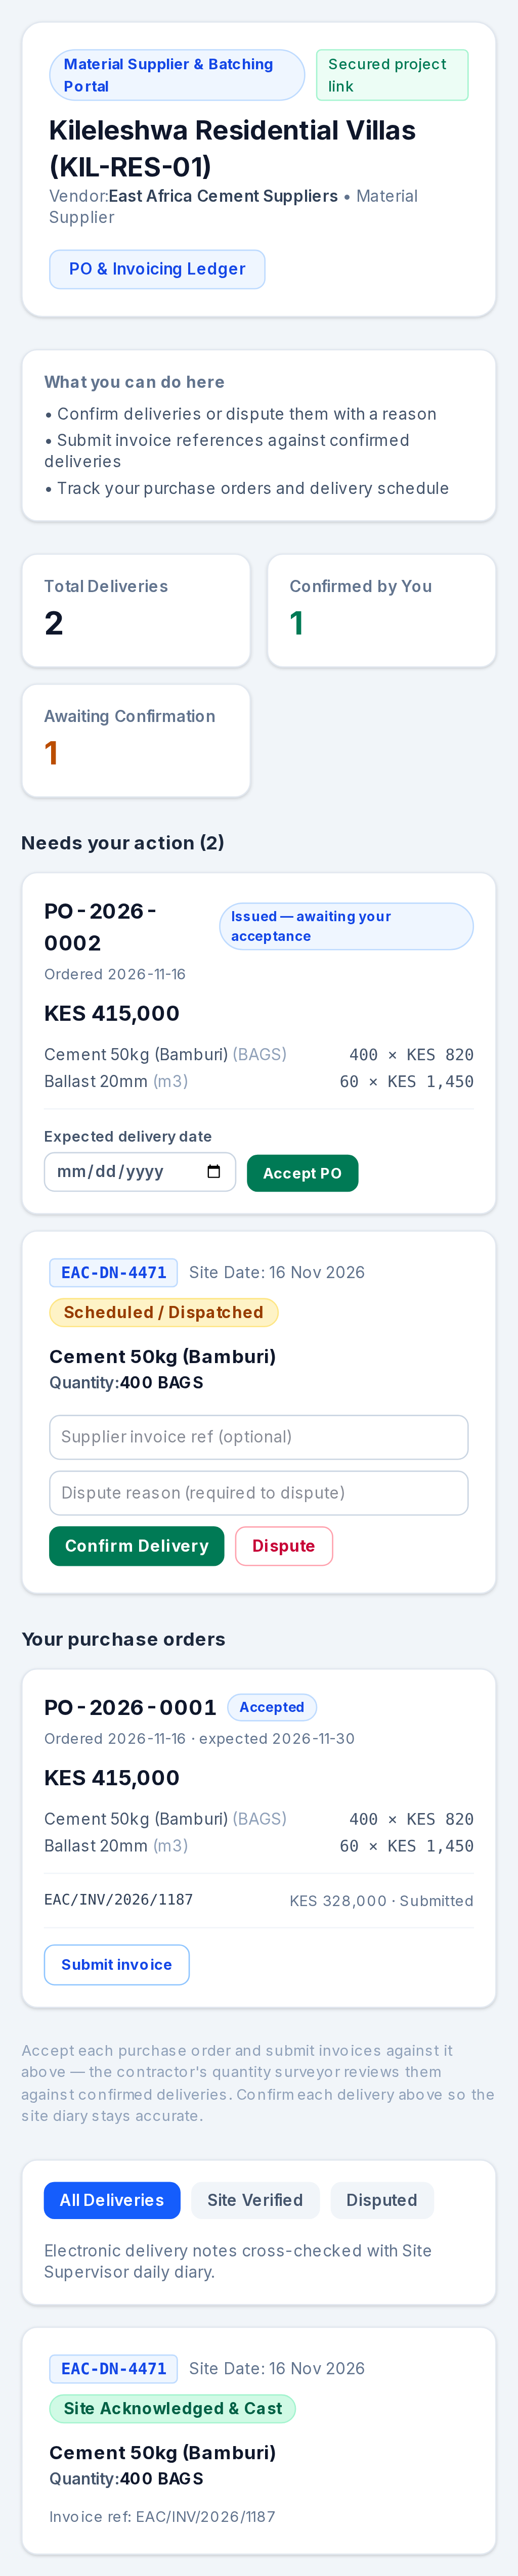 Material Supplier & Batching
Portal
Secured project
link
Kileleshwa Residential Villas
(KIL-RES-01)
Vendor:East Africa Cement Suppliers • Material
Supplier
PO & Invoicing Ledger
What you can do here
• Confirm deliveries or dispute them with a reason
• Submit invoice references against confirmed
deliveries
• Track your purchase orders and delivery schedule
Total Deliveries
2
Confirmed by You
1
Awaiting Confirmation
1
Needs your action (2)
PO-2026-
0002
Issued — awaiting your
acceptance
Ordered 2026-11-16
KES 415,000
Cement 50kg (Bamburi) (BAGS) 400 × KES 820
Ballast 20mm (m3) 60 × KES 1,450
Expected delivery date
mm/dd/yyyy Accept PO
EAC-DN-4471 Site Date: 16 Nov 2026
Scheduled / Dispatched
Cement 50kg (Bamburi)
Quantity:400 BAGS
Supplier invoice ref (optional)
Dispute reason (required to dispute)
Confirm Delivery Dispute
Your purchase orders
PO-2026-0001 Accepted
Ordered 2026-11-16 · expected 2026-11-30
KES 415,000
Cement 50kg (Bamburi) (BAGS) 400 × KES 820
Ballast 20mm (m3) 60 × KES 1,450
EAC/INV/2026/1187 KES 328,000 · Submitted
Submit invoice
Accept each purchase order and submit invoices against it
above — the contractor's quantity surveyor reviews them
against confirmed deliveries. Confirm each delivery above so the
site diary stays accurate.
All Deliveries Site Verified Disputed
Electronic delivery notes cross-checked with Site
Supervisor daily diary.
EAC-DN-4471 Site Date: 16 Nov 2026
Site Acknowledged & Cast
Cement 50kg (Bamburi)
Quantity:400 BAGS
Invoice ref: EAC/INV/2026/1187